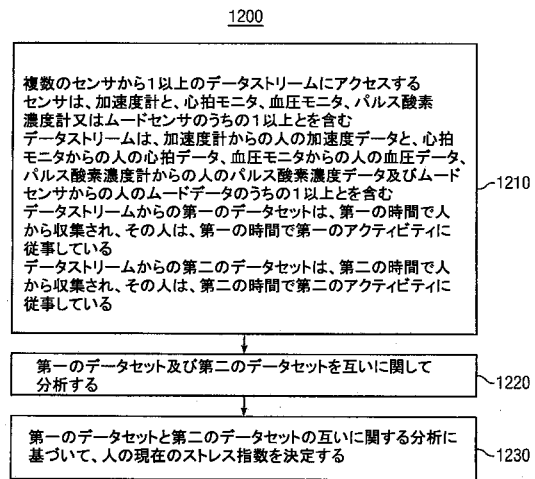 1200
複数のセンサから1以上のデータストリームにアクセスする
センサは、加速度計と、心拍モニタ、血圧モニタ、パルス酸素
濃度計又はムードセンサのうちの1以上とを含む
データストリームは、加速度計からの人の加速度データと、心拍
モニタからの人の心拍データ、血圧モニタからの人の血圧データ、
パルス酸素濃度計からの人のパルス酸素濃度データ及びムード
センサからの人のムードデータのうちの1以上とを含む
データストリームからの第一のデータセットは、第一の時間で人
から収集され、その人は、第一の時間で第一のアクティビティに
従事している
データストリームからの第二のデータセットは、第二の時間で人
から収集され、その人は、第二の時間で第二のアクティビティに
従事している
1210
第一のデータセット及び第二のデータセットを互いに関して
分析する
1220
第一のデータセットと第二のデータセットの互いに関する分析に
基づいて、人の現在のストレス指数を決定する
1230